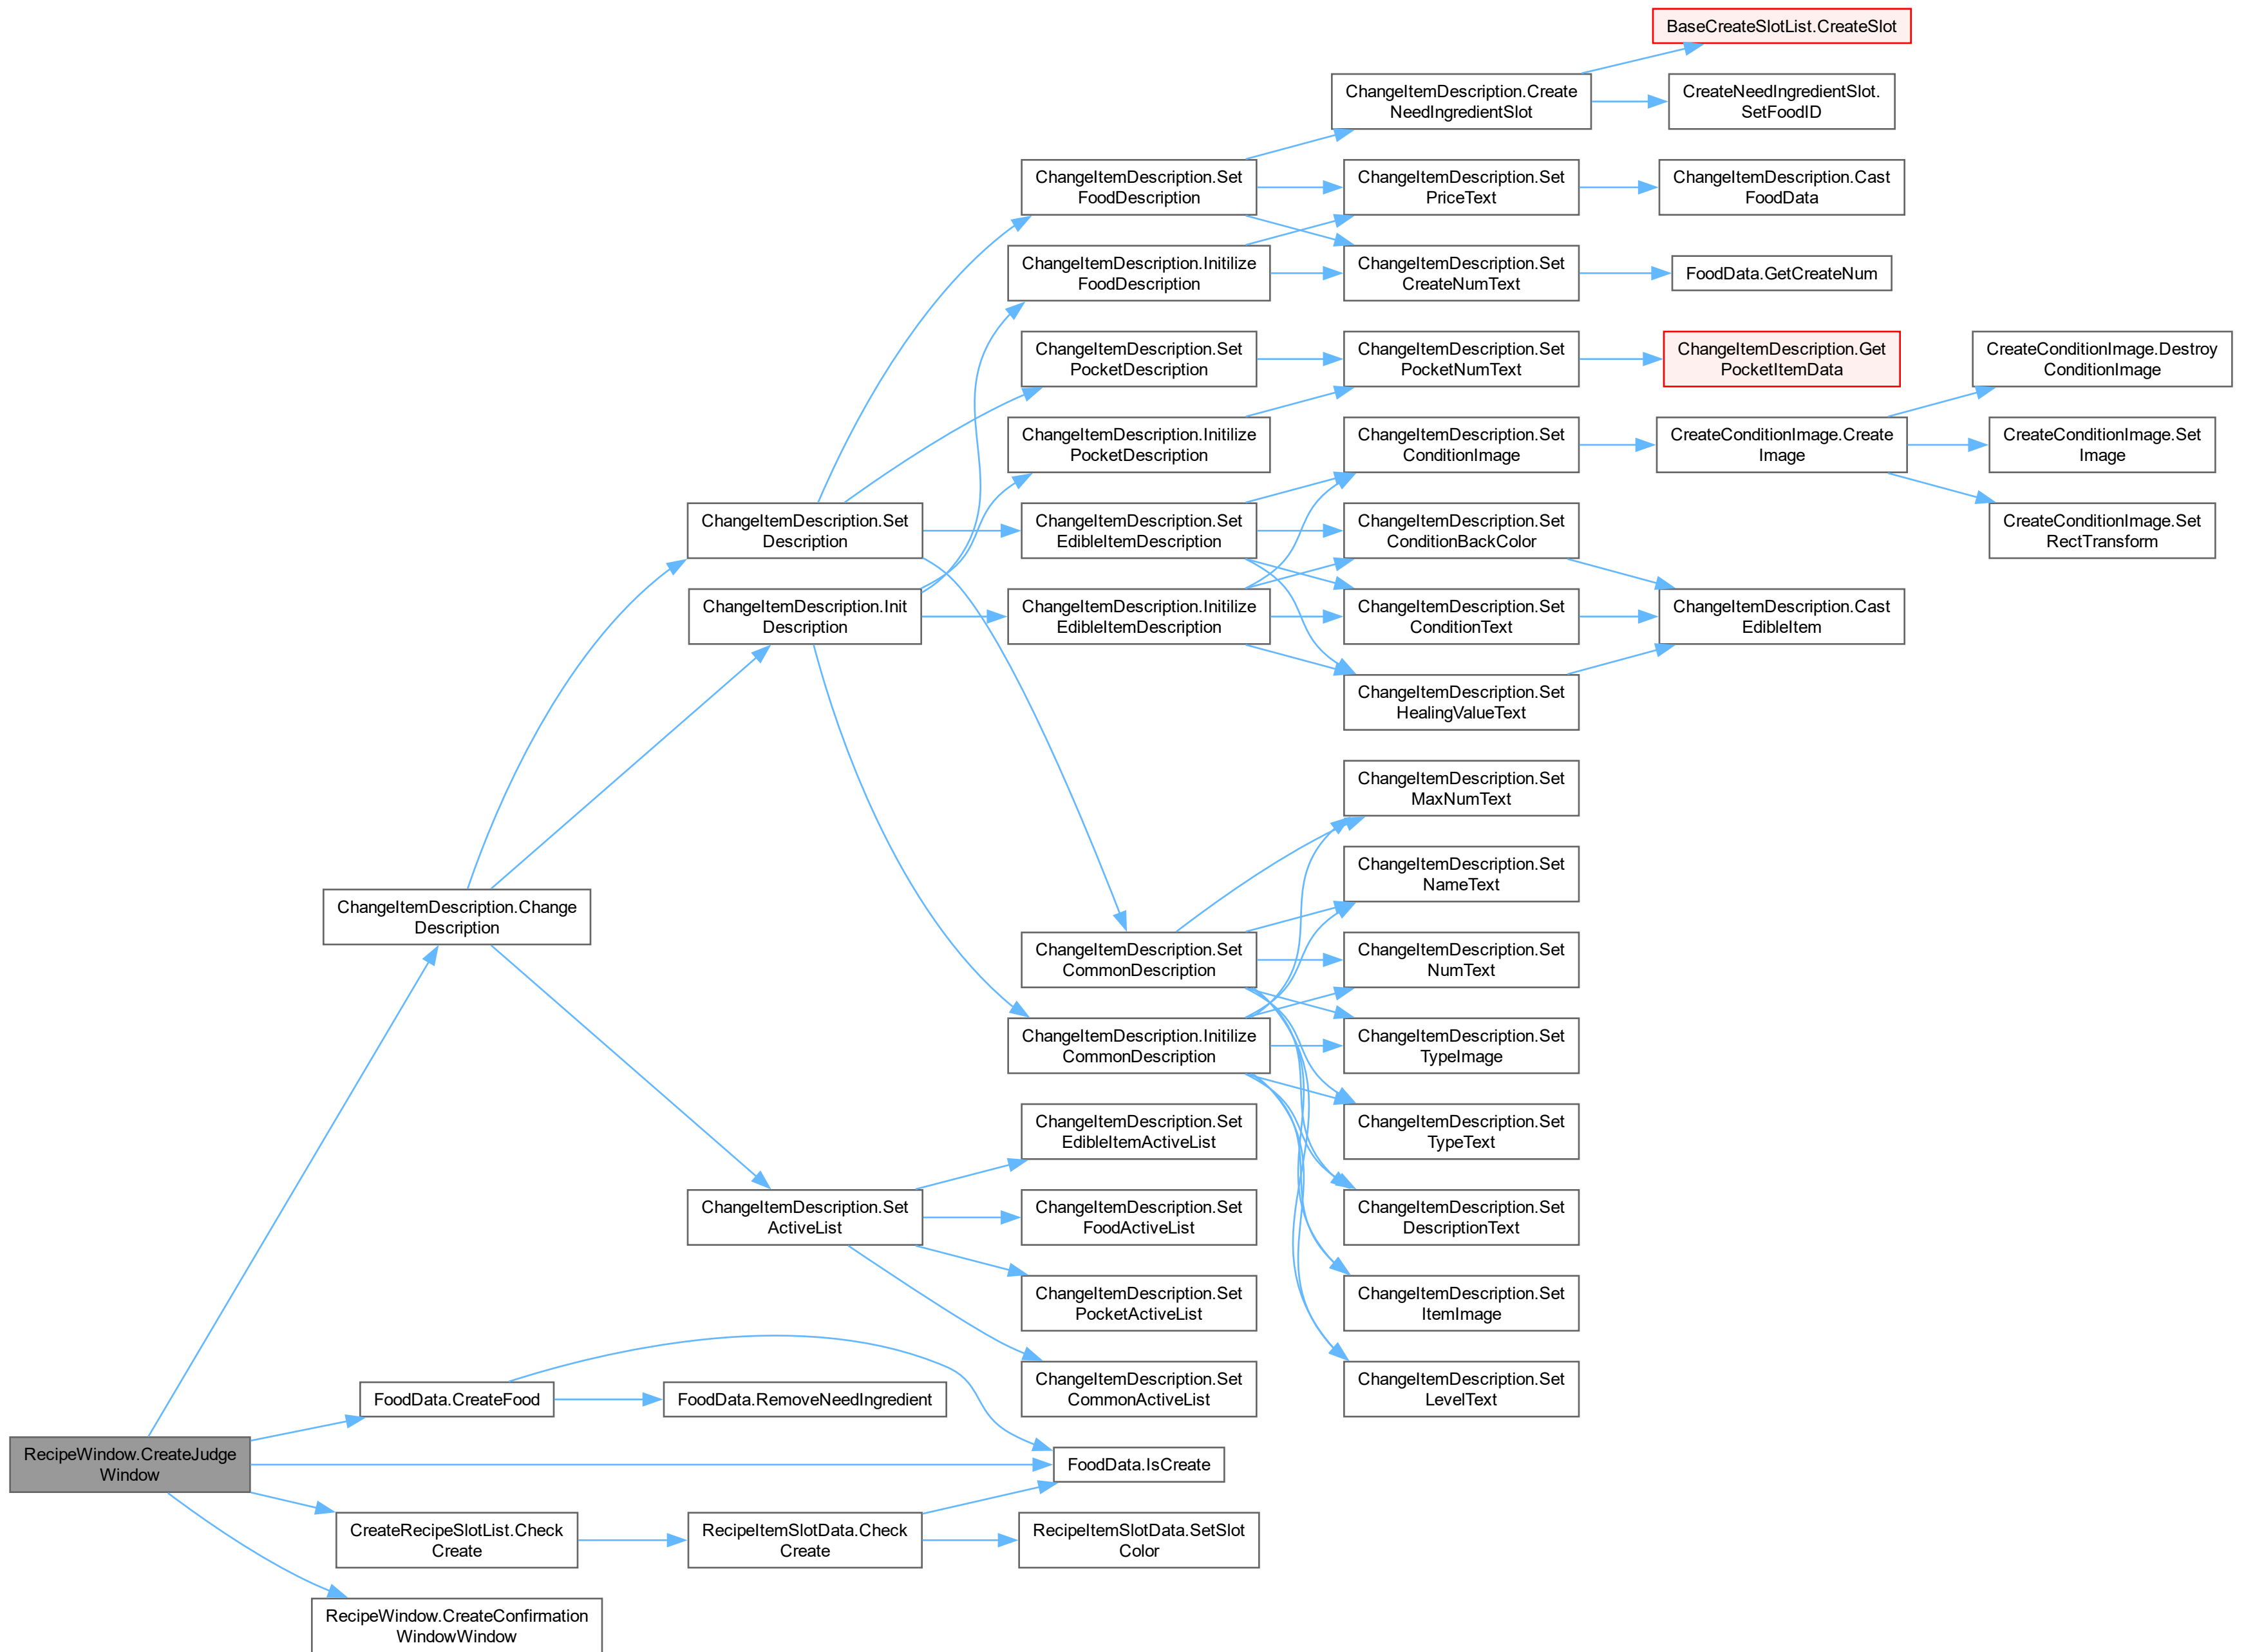 BaseCreateSlotList.CreateSlot
ChangeItemDescription.Create
NeedIngredientSlot
CreateNeedIngredientSlot.
SetFoodID
ChangeItemDescription.Set
FoodDescription
ChangeItemDescription.Set
PriceText
ChangeItemDescription.Cast
FoodData
ChangeItemDescription.Initilize
FoodDescription
ChangeItemDescription.Set
CreateNumText
FoodData.GetCreateNum
ChangeItemDescription.Set
PocketDescription
ChangeItemDescription.Set
PocketNumText
ChangeItemDescription.Get
PocketItemData
CreateConditionImage.Destroy
ConditionImage
ChangeItemDescription.Initilize
PocketDescription
ChangeItemDescription.Set
ConditionImage
CreateConditionImage.Create
Image
CreateConditionImage.Set
Image
ChangeItemDescription.Set
Description
ChangeItemDescription.Set
EdibleItemDescription
ChangeItemDescription.Set
ConditionBackColor
CreateConditionImage.Set
RectTransform
ChangeItemDescription.Init
Description
ChangeItemDescription.Initilize
EdibleItemDescription
ChangeItemDescription.Set
ConditionText
ChangeItemDescription.Cast
EdibleItem
ChangeItemDescription.Set
HealingValueText
ChangeItemDescription.Set
MaxNumText
ChangeItemDescription.Change
Description
ChangeItemDescription.Set
NameText
ChangeItemDescription.Set
CommonDescription
ChangeItemDescription.Set
NumText
ChangeItemDescription.Initilize
CommonDescription
ChangeItemDescription.Set
TypeImage
ChangeItemDescription.Set
EdibleItemActiveList
ChangeItemDescription.Set
TypeText
ChangeItemDescription.Set
ActiveList
ChangeItemDescription.Set
FoodActiveList
ChangeItemDescription.Set
DescriptionText
ChangeItemDescription.Set
PocketActiveList
ChangeItemDescription.Set
ItemImage
FoodData.CreateFood
FoodData.RemoveNeedIngredient
ChangeItemDescription.Set
CommonActiveList
ChangeItemDescription.Set
LevelText
RecipeWindow.CreateJudge
Window
FoodData.IsCreate
CreateRecipeSlotList.Check
Create
RecipeItemSlotData.Check
Create
RecipeItemSlotData.SetSlot
Color
RecipeWindow.CreateConfirmation
WindowWindow